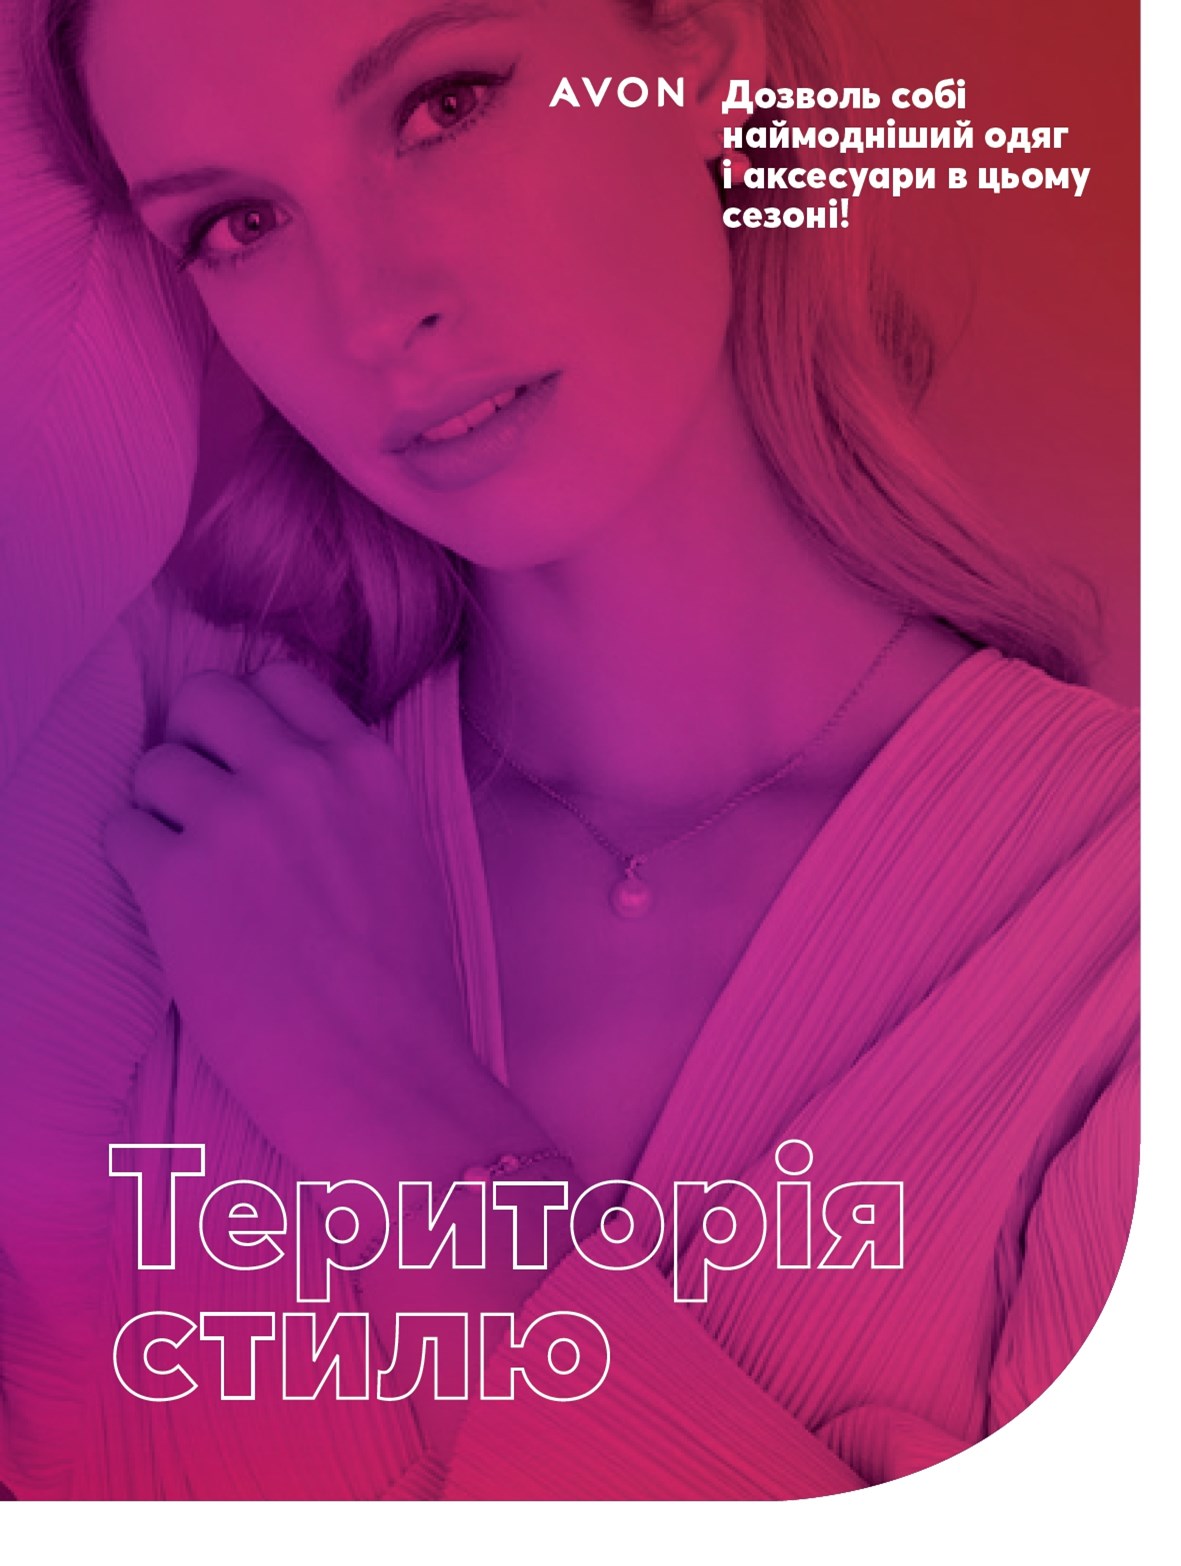 AVON
Дозволь собі
наймодніший одяг
і аксесуари в цьому
сезоні!
Територія
стилю